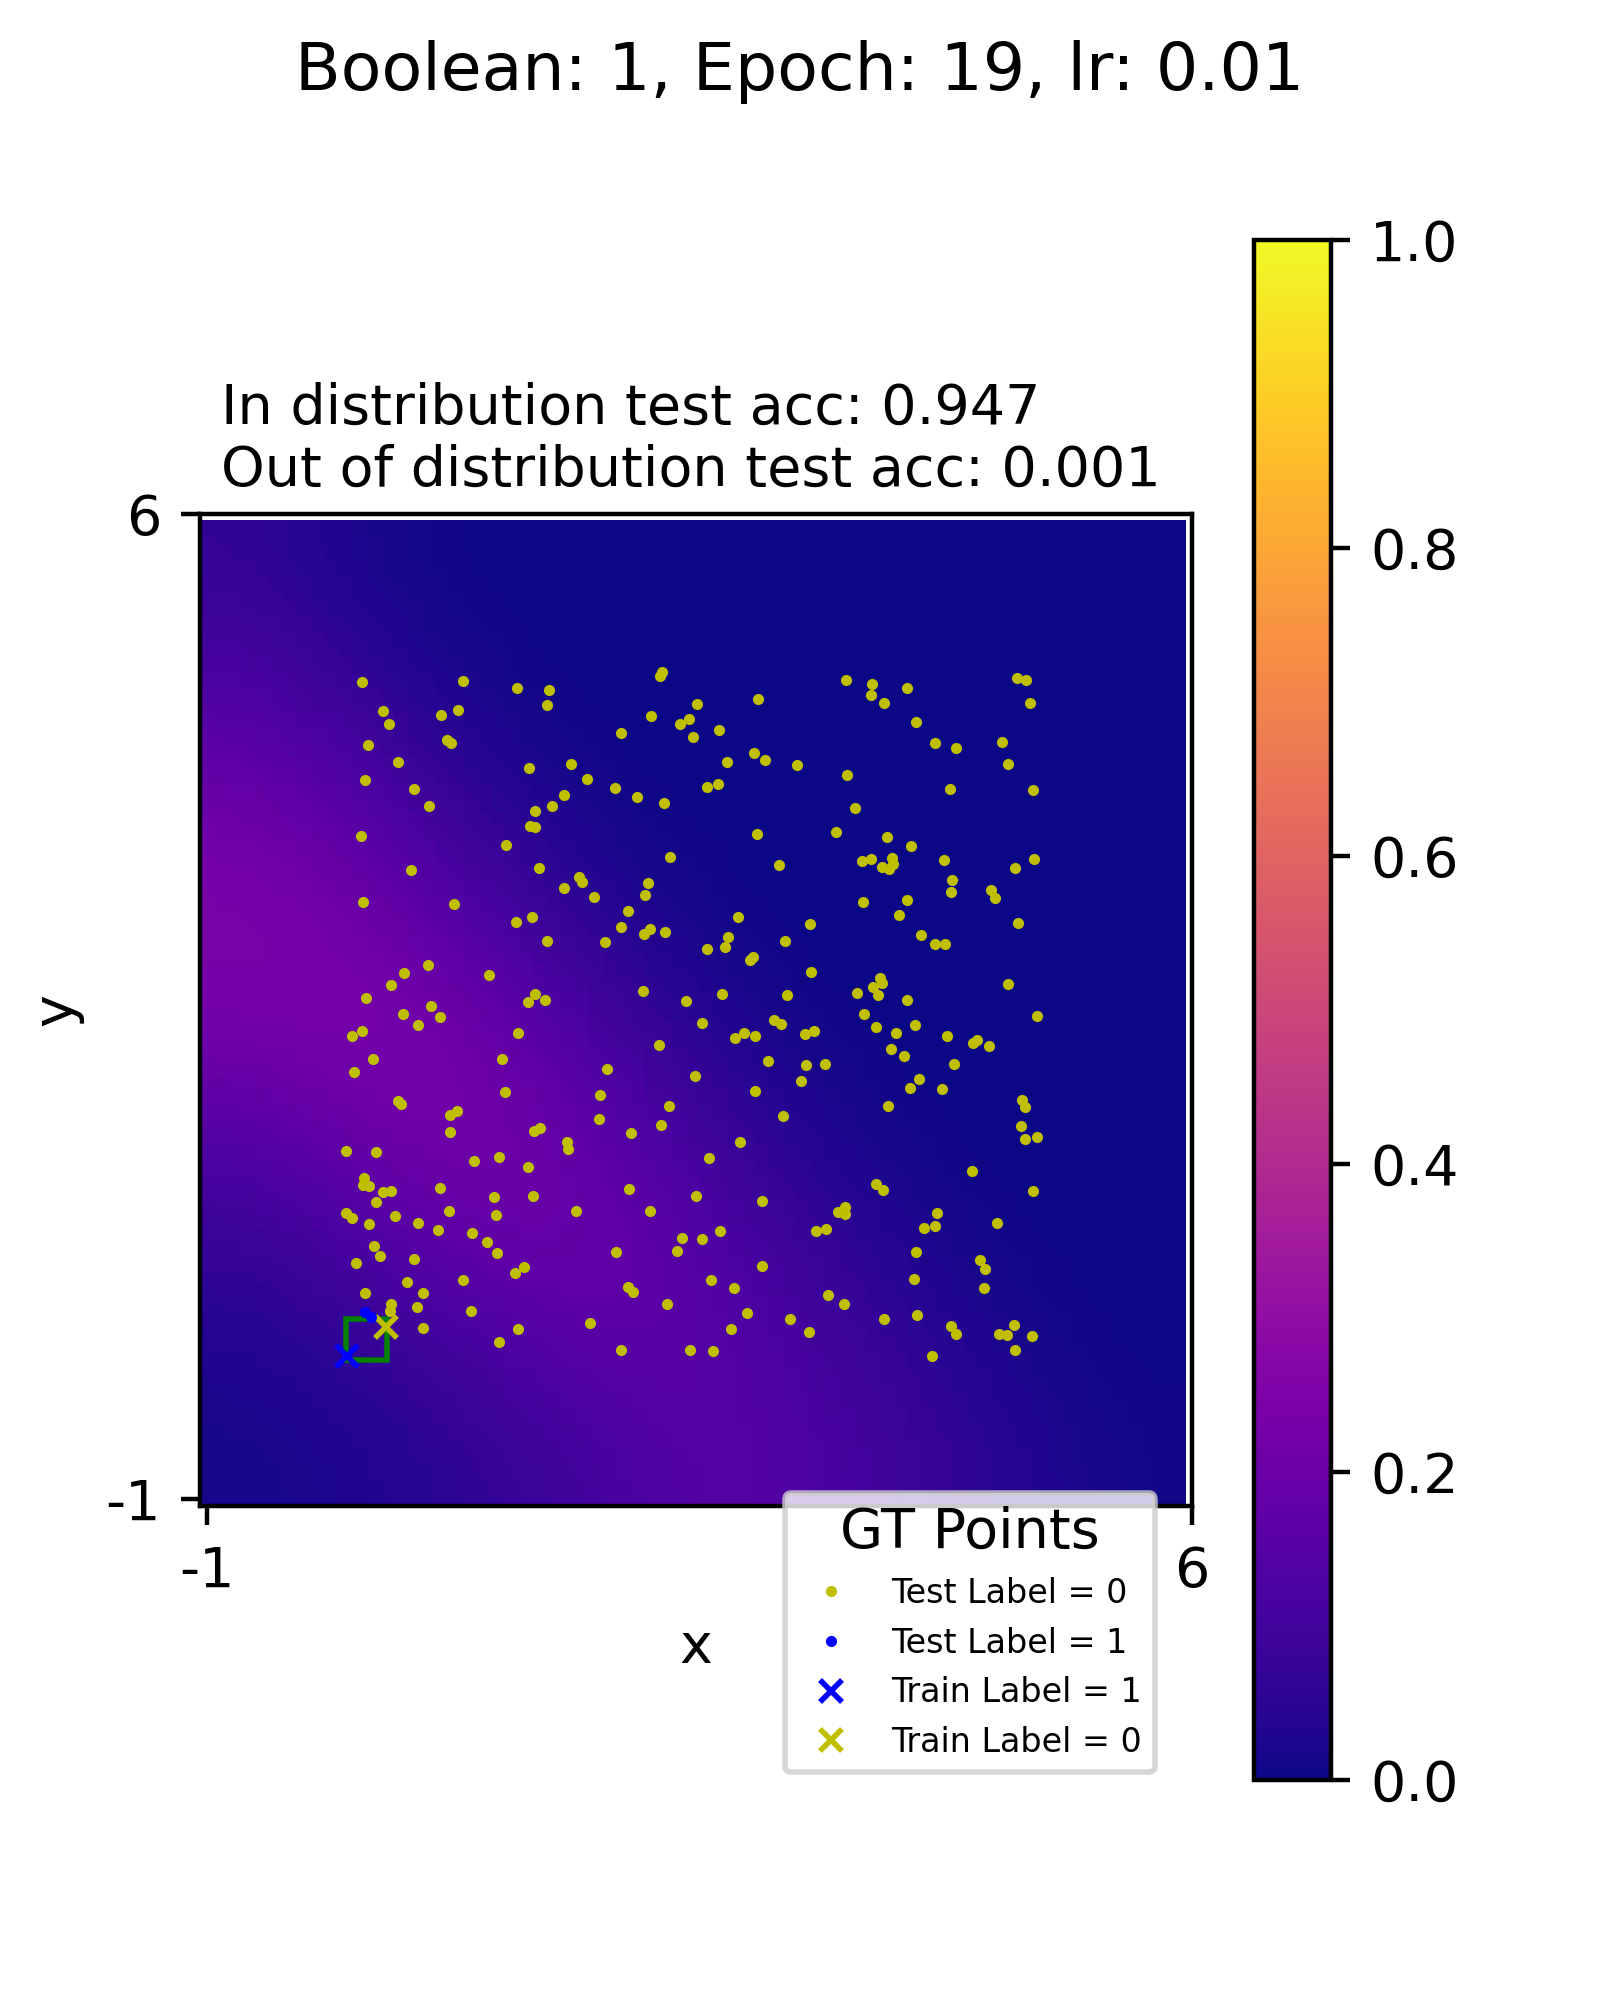 Boolean: 1, Epoch: 19, lr: 0.01
In distribution test acc: 0.947
Out of distribution test acc: 0.001
6
y
-1
-1
6
x
GT Points
Test Label = 0
Test Label = 1
Train Label = 1
Train Label = 0
1.0
0.8
0.6
0.4
0.2
0.0